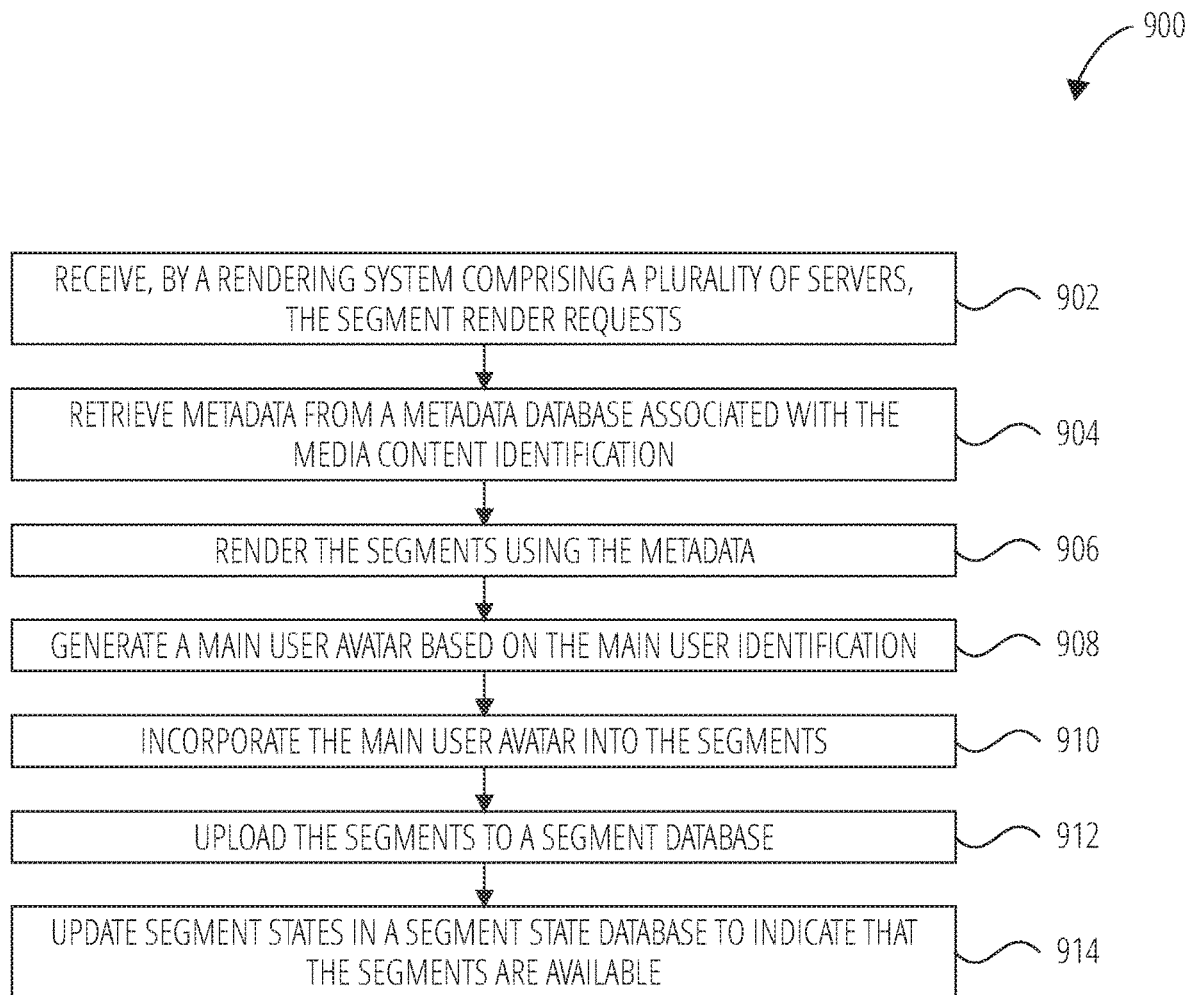 900
RECEIVE, BY A RENDERING SYSTEM COMPRISING A PLURALITY OF SERVERS,
THE SEGMENT RENDER REQUESTS
902
RETRIEVE METADATA FROM A METADATA DATABASE ASSOCIATED WITH THE
MEDIA CONTENT IDENTIFICATION
904
RENDER THE SEGMENTS USING THE METADATA
906
GENERATE A MAIN USER AVATAR BASED ON THE MAIN USER IDENTIFICATION
908
INCORPORATE THE MAIN USER AVATAR INTO THE SEGMENTS
910
UPLOAD THE SEGMENTS TO A SEGMENT DATABASE
912
UPDATE SEGMENT STATES IN A SEGMENT STATE DATABASE TO INDICATE THAT
THE SEGMENTS ARE AVAILABLE
914